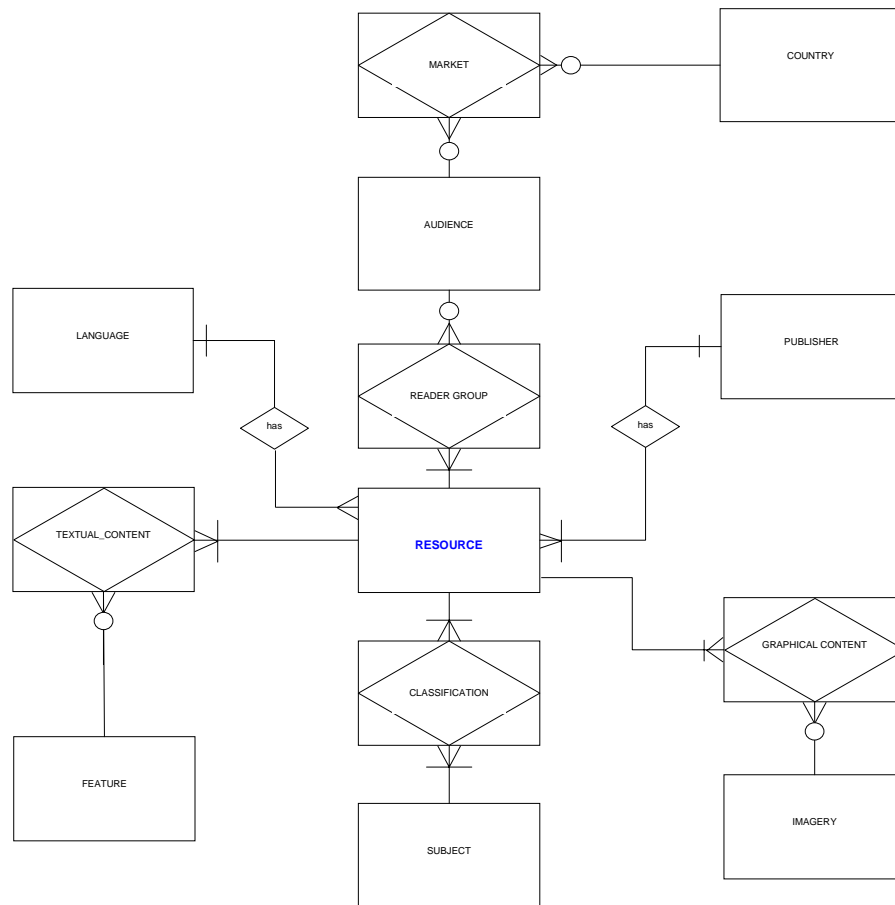 MARKET
COUNTRY
AUDIENCE
LANGUAGE
PUBLISHER
READER GROUP
has
has
TEXTUAL_CONTENT
RESOURCE
GRAPHICAL CONTENT
CLASSIFICATION
FEATURE
IMAGERY
SUBJECT